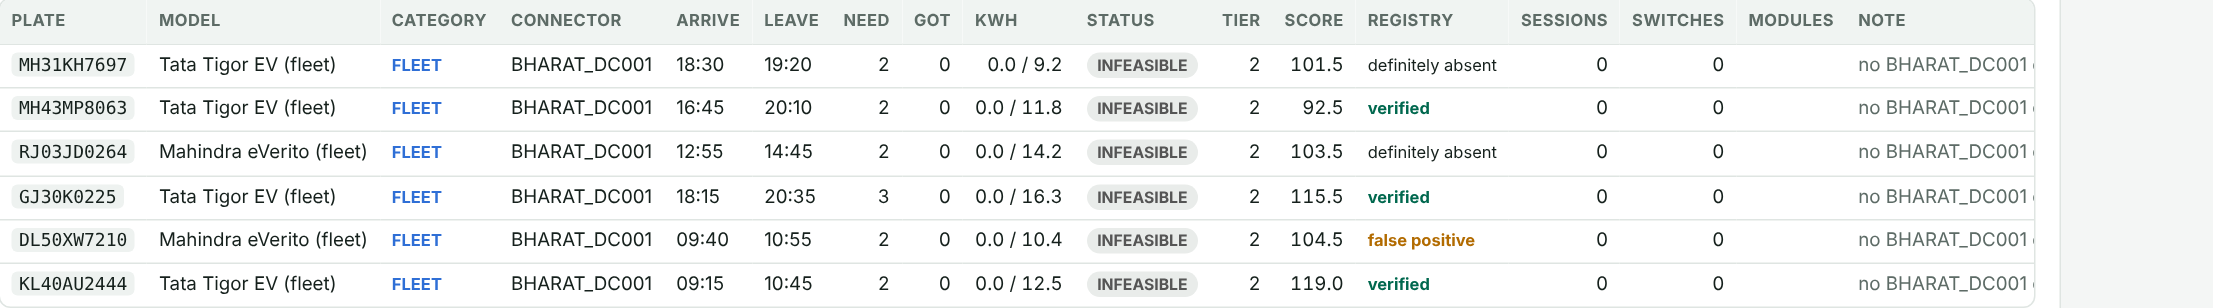 PLATE MODEL CATEGORY CONNECTOR ARRIVE LEAVE NEED GOT KWH STATUS TIER SCORE REGISTRY SESSIONS SWITCHES MODULES NOTE
MH31KH7697 Tata Tigor EV (fleet) FLEET BHARAT_DC001 18:30 19:20 2 0 0.0 / 9.2 INFEASIBLE 2 101.5 definitely absent 0 0 no BHARAT_DC001
MH43MP8063 Tata Tigor EV (fleet) FLEET BHARAT_DC001 16:45 20:10 2 0 0.0 / 11.8 INFEASIBLE 2 92.5 verified 0 0 no BHARAT_DC001
RJ03JD0264 Mahindra eVerito (fleet) FLEET BHARAT_DC001 12:55 14:45 2 0 0.0 / 14.2 INFEASIBLE 2 103.5 definitely absent 0 0 no BHARAT_DC001
GJ30K0225 Tata Tigor EV (fleet) FLEET BHARAT_DC001 18:15 20:35 3 0 0.0 / 16.3 INFEASIBLE 2 115.5 verified 0 0 no BHARAT_DC001
DL50XW7210 Mahindra eVerito (fleet) FLEET BHARAT_DC001 09:40 10:55 2 0 0.0 / 10.4 INFEASIBLE 2 104.5 false positive 0 0 no BHARAT_DC001
KL40AU2444 Tata Tigor EV (fleet) FLEET BHARAT_DC001 09:15 10:45 2 0 0.0 / 12.5 INFEASIBLE 2 119.0 verified 0 0 no BHARAT_DC001